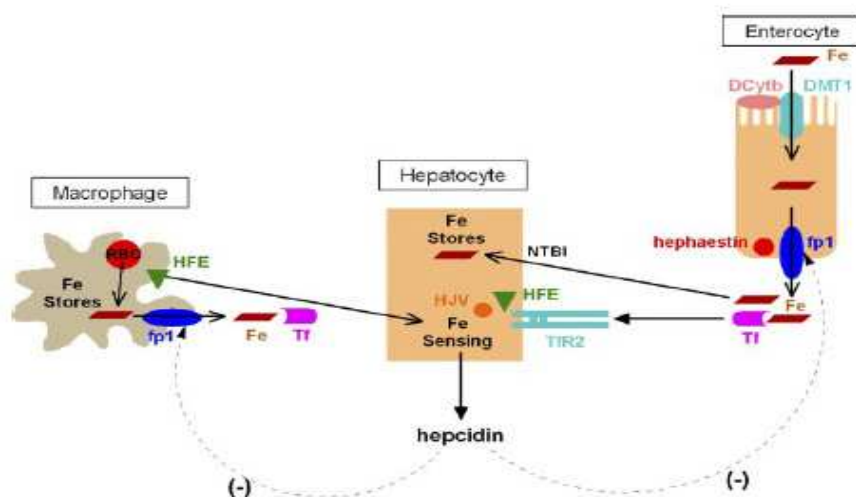 Enterocyte
Fe
DCytb DMT1
Macrophage
Hepatocyte
RBC
HFE
Fe
Stores
fp1
Fe
Tf
Fe
Stores
NTBI
HJV
HFE
Fe
Sensing
TfR2
hephaestin
fp1
Fe
Tf
hepcidin
(-)
(-)